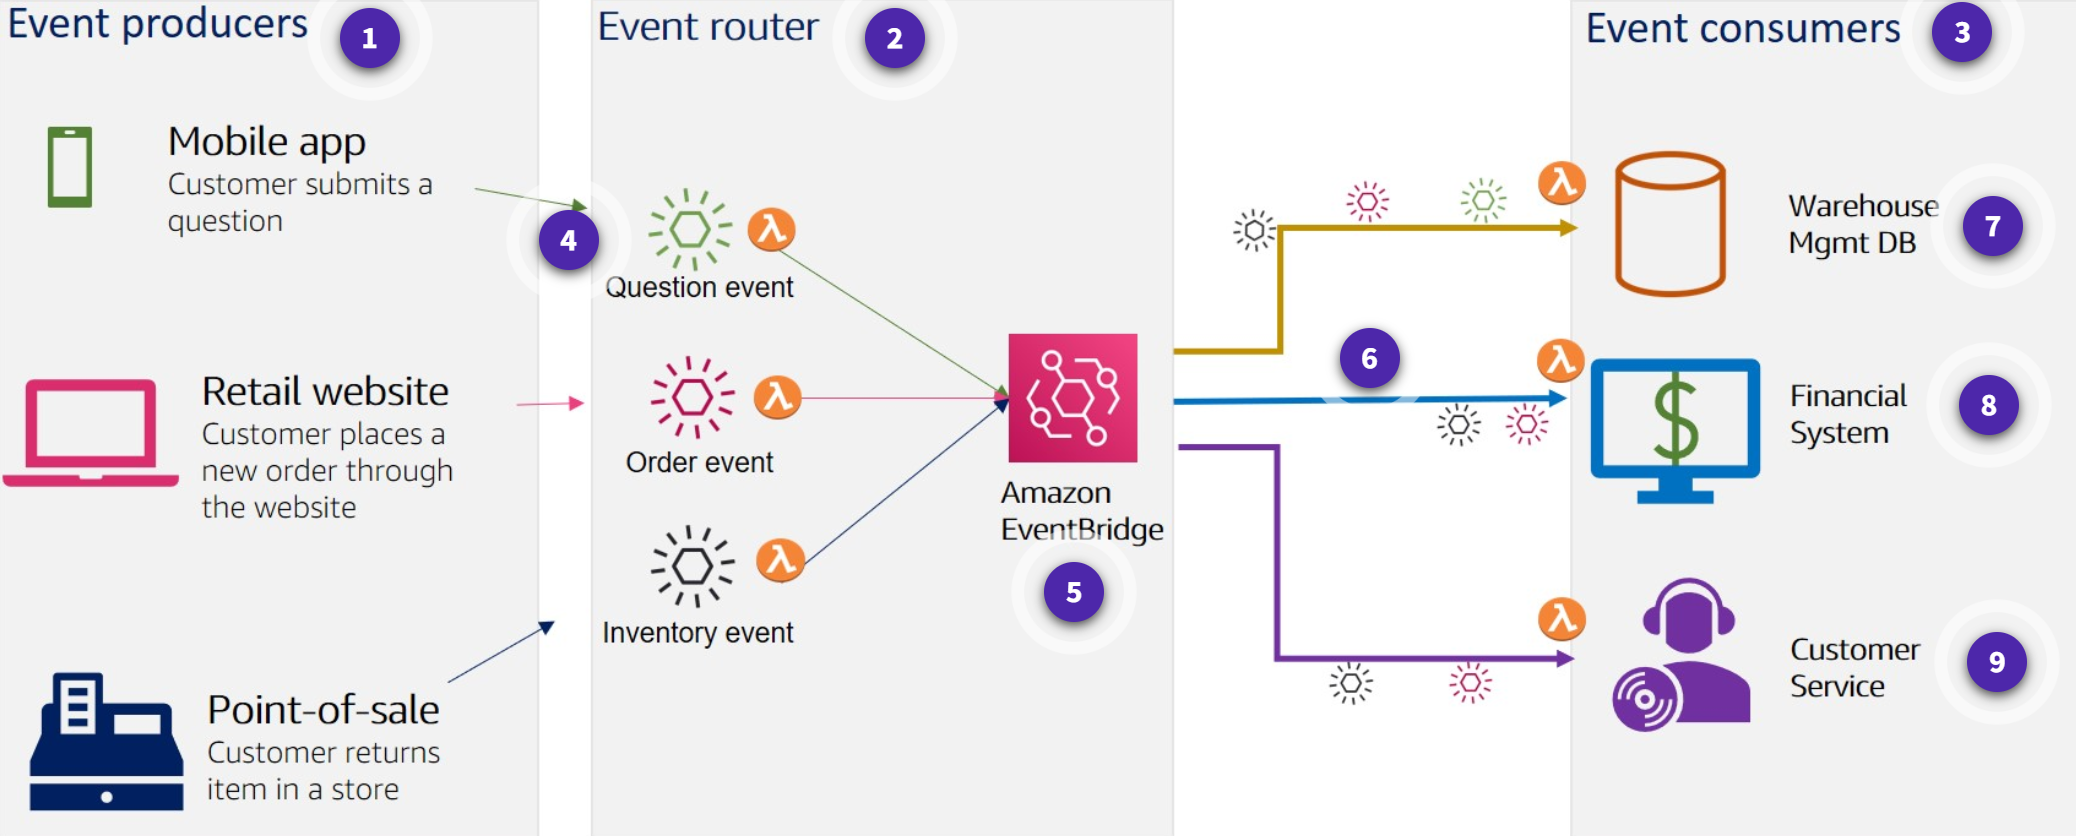 Event producers
1
Event router
2
Event consumers
3
Mobile app
Customer submits a
question
4
Question event
λ
λ
Warehouse
Mgmt DB
7
Retail website
Customer places a
new order through
the website
λ
Order event
Amazon
EventBridge
5
6
λ
$
Financial
System
8
Point-of-sale
Customer returns
item in a store
λ
Inventory event
λ
Customer
Service
9